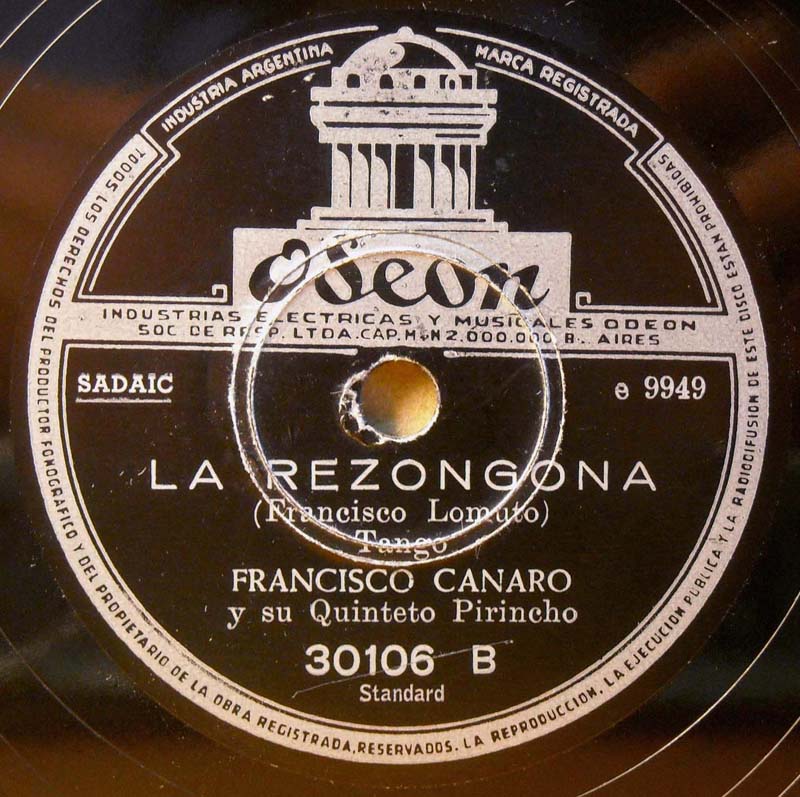 INDUSTRIA ARGENTINA
MARCA REGISTRADA
Odeon
INDUSTRIAS ELECTRICAS Y MUSICALES ODEON
SOC DE RESP. LTDA.CAP.M$N2.000.000 B. AIRES
SADAIC
e 9949
LA REZONGONA
(Francisco Lomuto)
Tango
FRANCISCO CANARO
y su Quinteto Pirincho
30106 B
Standard
TODOS LOS DERECHOS DEL PRODUCTOR FONOGRAFICO Y DEL PROPIETARIO DE LA OBRA REGISTRADA,RESERVADOS. LA REPRODUCCION, LA EJECUCION PUBLICA Y LA RADIODIFUSION DE ESTE DISCO ESTAN PROHIBIDAS